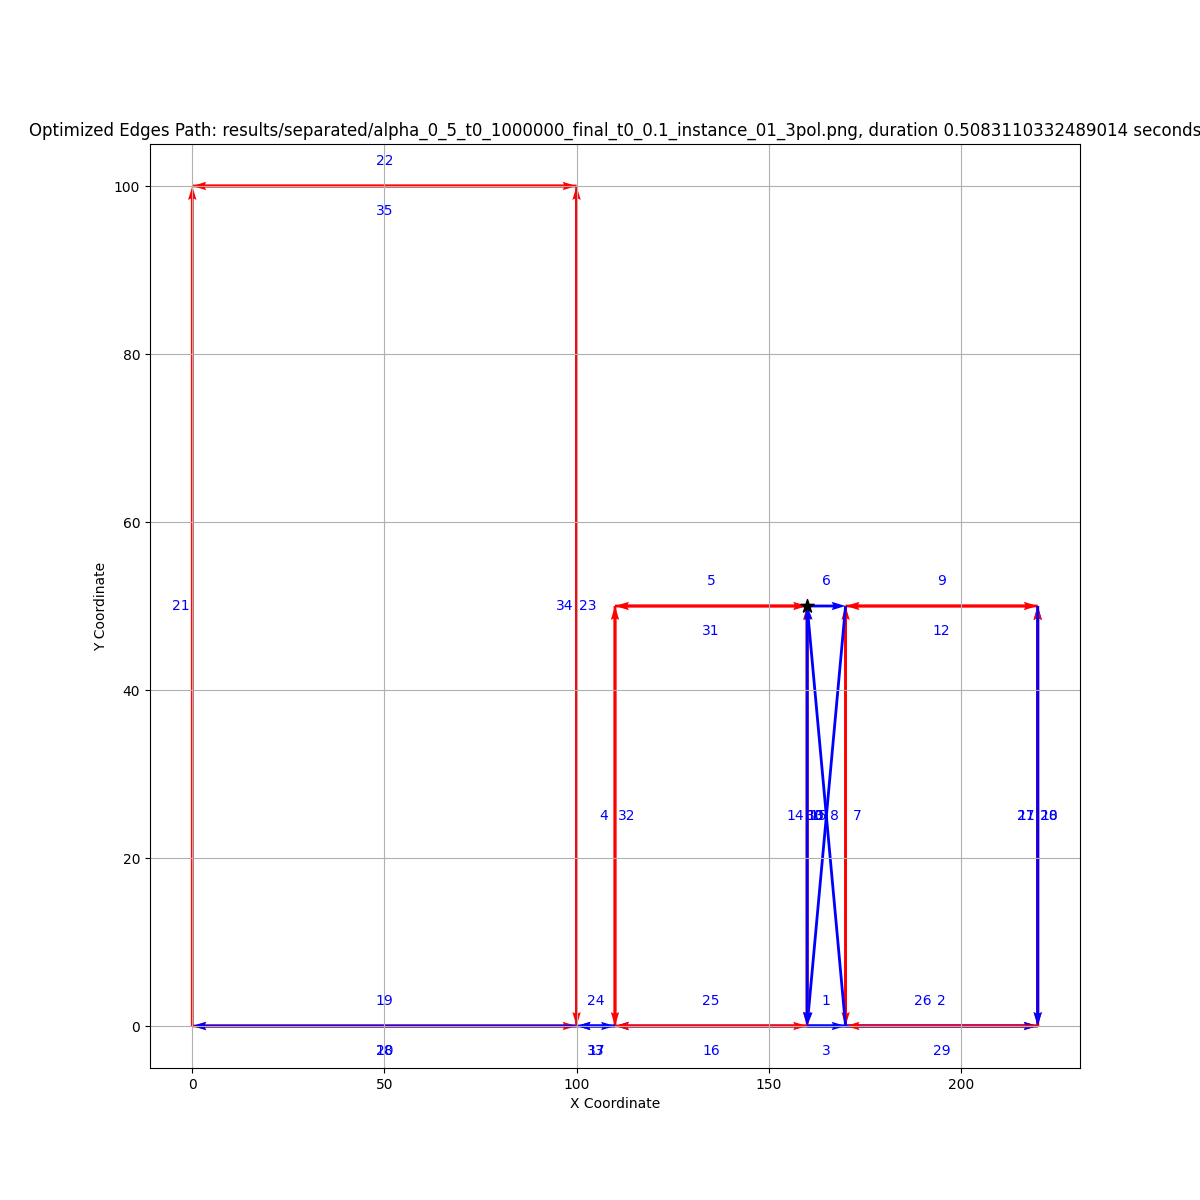 Optimized Edges Path: results/separated/alpha_0_5_t0_1000000_final_t0_0.1_instance_01_3pol.png, duration 0.5083110332489014 seconds
22
100
35
80
60
5 6 9
21 34 23
31 12
Y Coordinate
40
4 32 14 8 7
20
19 24 25 1 26 2
0
16 3 29
0 50 100 150 200
X Coordinate